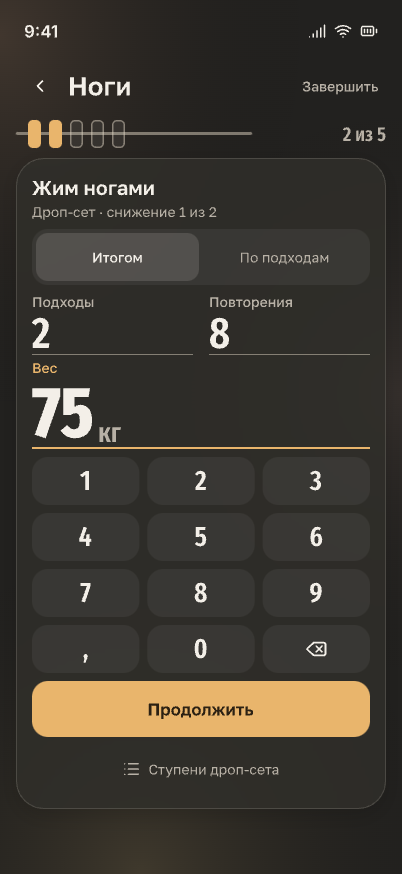 9:41
Ноги
Завершить
2 из 5
Жим ногами
Дроп-сет · снижение 1 из 2
Итогом
По подходам
Подходы
Повторения
2
8
Вес
75 кг
1 2 3
4 5 6
7 8 9
, 0
Продолжить
Ступени дроп-сета